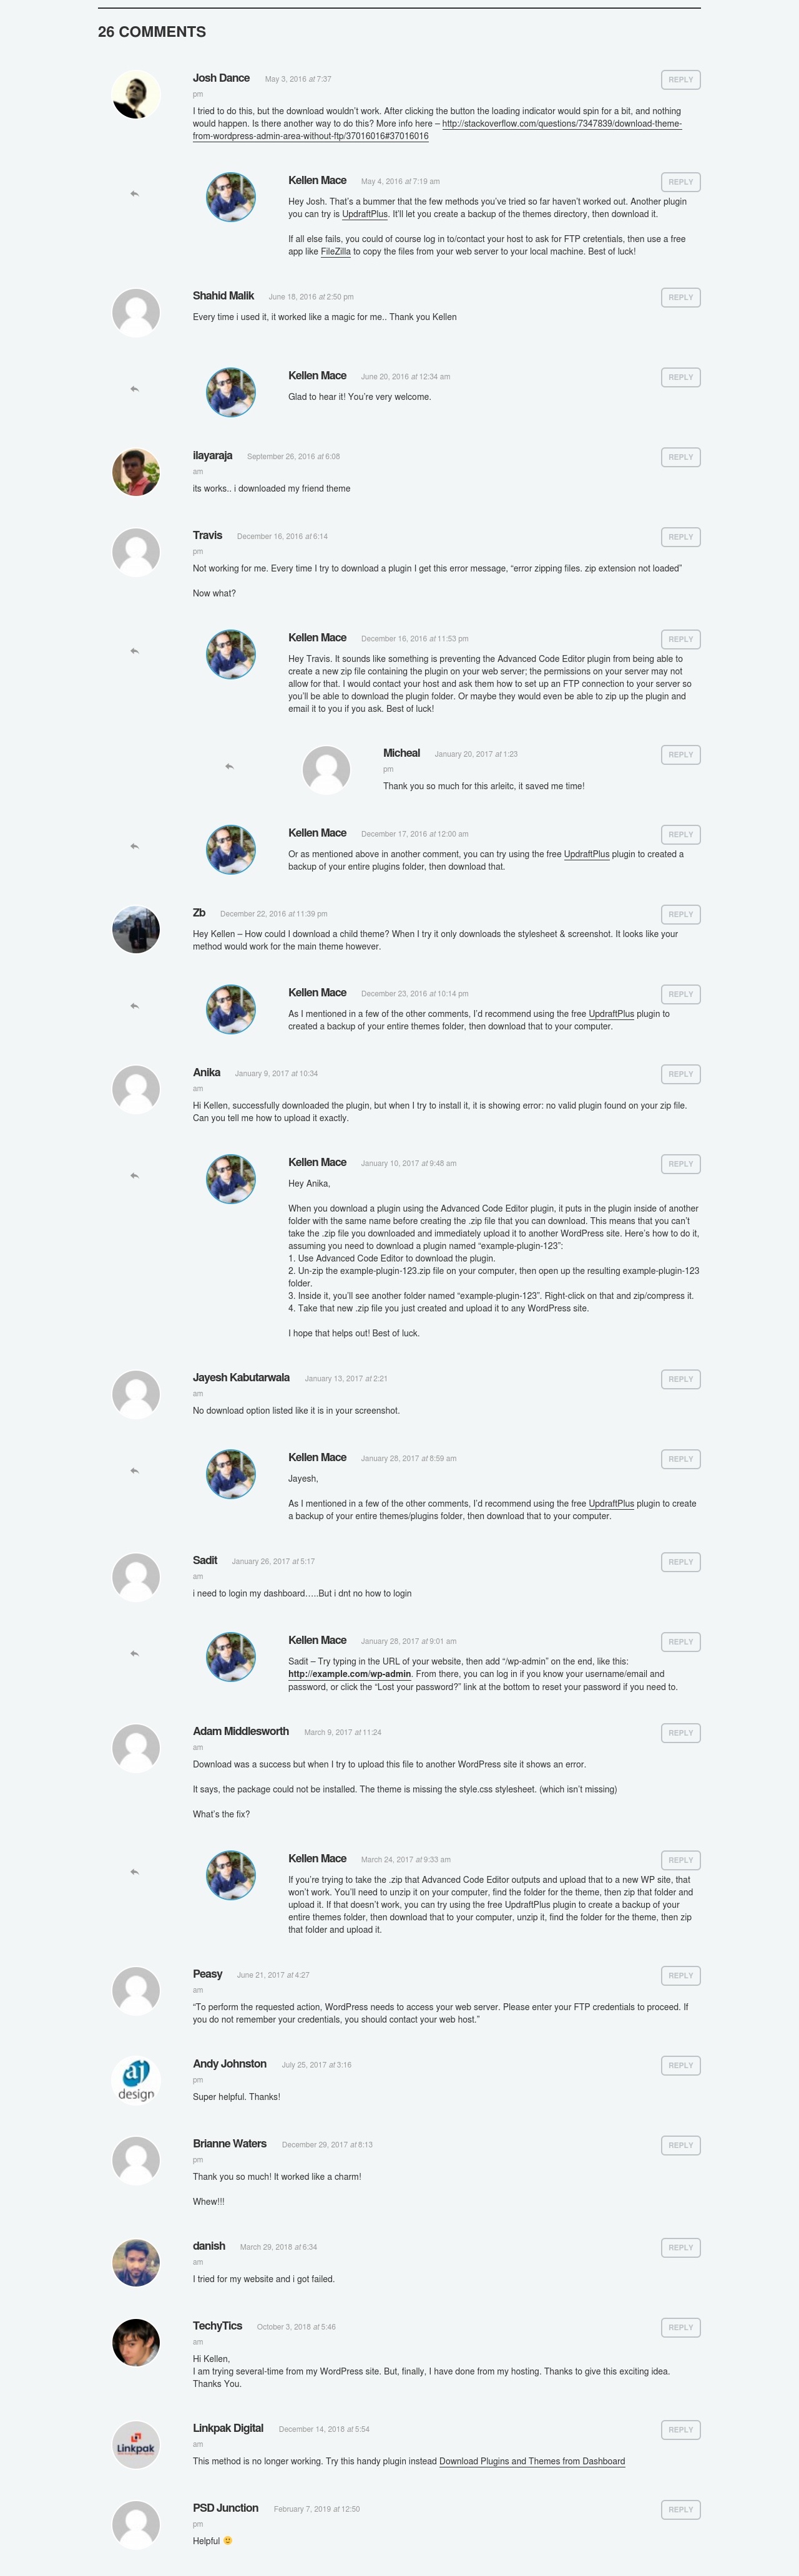 26 COMMENTS
Josh Dance May 3, 2016 at 7:37
pm
REPLY
I tried to do this, but the download wouldn't work. After clicking the button the loading indicator would spin for a bit, and nothing
would happen. Is there another way to do this? More info here – http://stackoverflow.com/questions/7347839/download-theme-
from-wordpress-admin-area-without-ftp/37016016#37016016
Kellen Mace May 4, 2016 at 7:19 am
REPLY
Hey Josh. That's a bummer that the few methods you've tried so far haven't worked out. Another plugin
you can try is UpdraftPlus. It'll let you create a backup of the themes directory, then download it.
If all else fails, you could of course log in to/contact your host to ask for FTP cretentials, then use a free
app like FileZilla to copy the files from your web server to your local machine. Best of luck!
Shahid Malik June 18, 2016 at 2:50 pm
REPLY
Every time i used it, it worked like a magic for me.. Thank you Kellen
Kellen Mace June 20, 2016 at 12:34 am
REPLY
Glad to hear it! You're very welcome.
ilayaraja September 26, 2016 at 6:08
am
REPLY
its works.. i downloaded my friend theme
Travis December 16, 2016 at 6:14
pm
REPLY
Not working for me. Every time I try to download a plugin I get this error message, “error zipping files. zip extension not loaded”
Now what?
Kellen Mace December 16, 2016 at 11:53 pm
REPLY
Hey Travis. It sounds like something is preventing the Advanced Code Editor plugin from being able to
create a new zip file containing the plugin on your web server; the permissions on your server may not
allow for that. I would contact your host and ask them how to set up an FTP connection to your server so
you'll be able to download the plugin folder. Or maybe they would even be able to zip up the plugin and
email it to you if you ask. Best of luck!
Micheal January 20, 2017 at 1:23
pm
REPLY
Thank you so much for this arleitc, it saved me time!
Kellen Mace December 17, 2016 at 12:00 am
REPLY
Or as mentioned above in another comment, you can try using the free UpdraftPlus plugin to created a
backup of your entire plugins folder, then download that.
Zb December 22, 2016 at 11:39 pm
REPLY
Hey Kellen – How could I download a child theme? When I try it only downloads the stylesheet & screenshot. It looks like your
method would work for the main theme however.
Kellen Mace December 23, 2016 at 10:14 pm
REPLY
As I mentioned in a few of the other comments, I'd recommend using the free UpdraftPlus plugin to
created a backup of your entire themes folder, then download that to your computer.
Anika January 9, 2017 at 10:34
am
REPLY
Hi Kellen, successfully downloaded the plugin, but when I try to install it, it is showing error: no valid plugin found on your zip file.
Can you tell me how to upload it exactly.
Kellen Mace January 10, 2017 at 9:48 am
REPLY
Hey Anika,
When you download a plugin using the Advanced Code Editor plugin, it puts in the plugin inside of another
folder with the same name before creating the .zip file that you can download. This means that you can't
take the .zip file you downloaded and immediately upload it to another WordPress site. Here's how to do it,
assuming you need to download a plugin named “example-plugin-123”:
1. Use Advanced Code Editor to download the plugin.
2. Un-zip the example-plugin-123.zip file on your computer, then open up the resulting example-plugin-123
folder.
3. Inside it, you'll see another folder named “example-plugin-123”. Right-click on that and zip/compress it.
4. Take that new .zip file you just created and upload it to any WordPress site.
I hope that helps out! Best of luck.
Jayesh Kabutarwala January 13, 2017 at 2:21
am
REPLY
No download option listed like it is in your screenshot.
Kellen Mace January 28, 2017 at 8:59 am
REPLY
Jayesh,
As I mentioned in a few of the other comments, I'd recommend using the free UpdraftPlus plugin to create
a backup of your entire themes/plugins folder, then download that to your computer.
Sadit January 26, 2017 at 5:17
am
REPLY
i need to login my dashboard…..But i dnt no how to login
Kellen Mace January 28, 2017 at 9:01 am
REPLY
Sadit – Try typing in the URL of your website, then add “/wp-admin” on the end, like this:
http://example.com/wp-admin. From there, you can log in if you know your username/email and
password, or click the “Lost your password?” link at the bottom to reset your password if you need to.
Adam Middlesworth March 9, 2017 at 11:24
am
REPLY
Download was a success but when I try to upload this file to another WordPress site it shows an error.
It says, the package could not be installed. The theme is missing the style.css stylesheet. (which isn't missing)
What's the fix?
Kellen Mace March 24, 2017 at 9:33 am
REPLY
If you're trying to take the .zip that Advanced Code Editor outputs and upload that to a new WP site, that
won't work. You'll need to unzip it on your computer, find the folder for the theme, then zip that folder and
upload it. If that doesn't work, you can try using the free UpdraftPlus plugin to create a backup of your
entire themes folder, then download that to your computer, unzip it, find the folder for the theme, then zip
that folder and upload it.
Peasy June 21, 2017 at 4:27
am
REPLY
“To perform the requested action, WordPress needs to access your web server. Please enter your FTP credentials to proceed. If
you do not remember your credentials, you should contact your web host.”
aj
design
Andy Johnston July 25, 2017 at 3:16
pm
REPLY
Super helpful. Thanks!
Brianne Waters December 29, 2017 at 8:13
pm
REPLY
Thank you so much! It worked like a charm!
Whew!!!
danish March 29, 2018 at 6:34
am
REPLY
I tried for my website and i got failed.
TechyTics October 3, 2018 at 5:46
am
REPLY
Hi Kellen,
I am trying several-time from my WordPress site. But, finally, I have done from my hosting. Thanks to give this exciting idea.
Thanks You.
Linkpak
Linkpak Digital December 14, 2018 at 5:54
am
REPLY
This method is no longer working. Try this handy plugin instead Download Plugins and Themes from Dashboard
PSD Junction February 7, 2019 at 12:50
pm
REPLY
Helpful 🙂